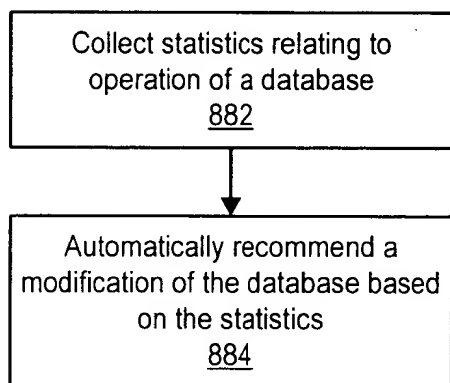 Collect statistics relating to
operation of a database
882
Automatically recommend a
modification of the database based
on the statistics
884